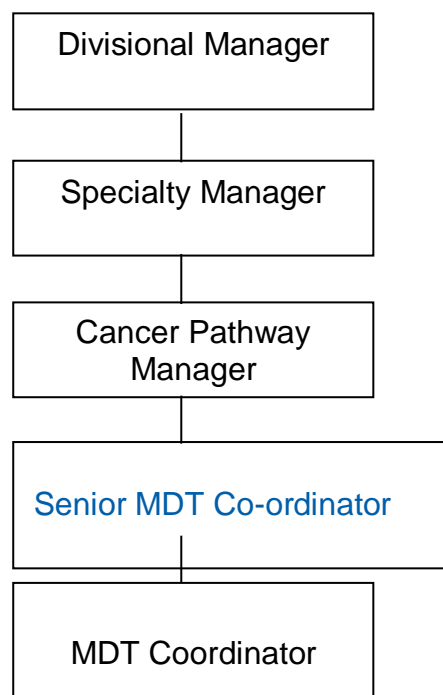 Divisional Manager
Specialty Manager
Cancer Pathway
Manager
Senior MDT Co-ordinator
MDT Coordinator